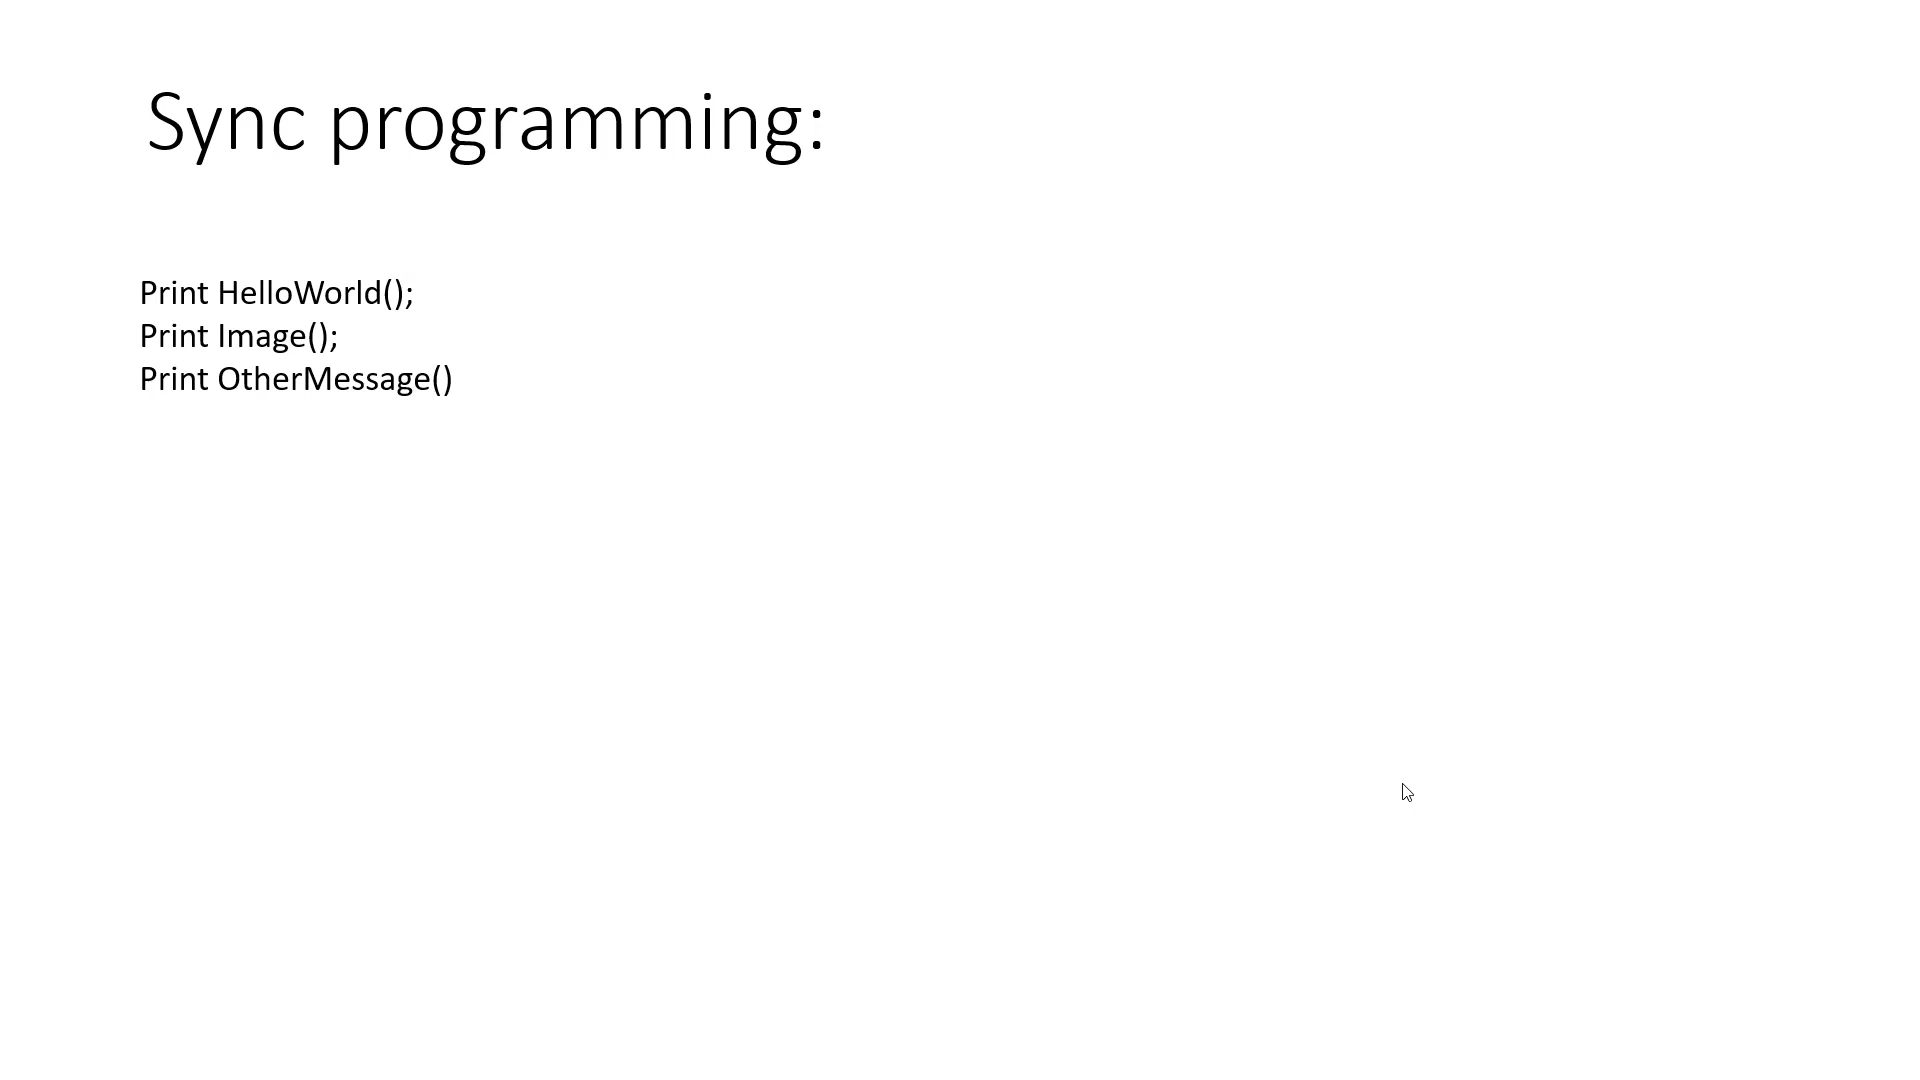 Sync programming:
Print HelloWorld();
Print Image();
Print OtherMessage()